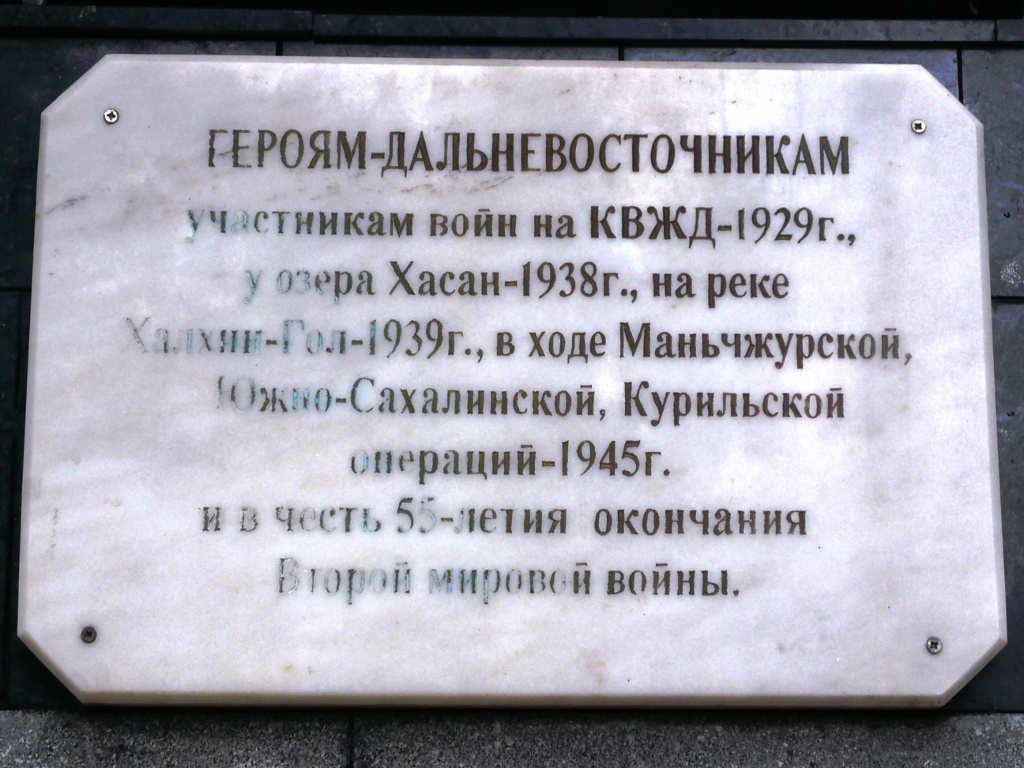 ГЕРОЯМ-ДАЛЬНЕВОСТОЧНИКАМ
участникам войн на КВЖД-1929г.,
у озера Хасан-1938г., на реке
Халхин-Гол-1939г., в ходе Маньчжурской,
Южно-Сахалинской, Курильской
операций-1945г.
и в честь 55-летия окончания
Второй мировой войны.